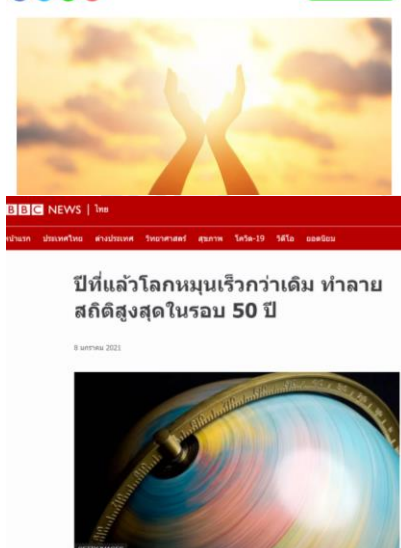 BBC NEWS | ไทย
หน้าแรก ประเทศไทย ต่างประเทศ วิทยาศาสตร์ สุขภาพ โควิด-19 วิดีโอ ยอดนิยม
ปีที่แล้วโลกหมุนเร็วกว่าเดิม ทำลาย
สถิติสูงสุดในรอบ 50 ปี
8 มกราคม 2021
GETTY IMAGES